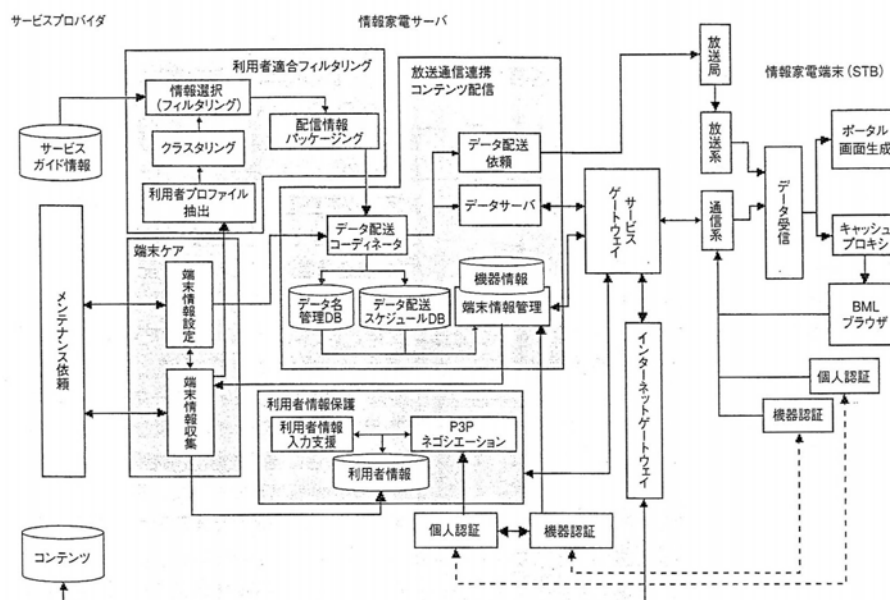 サービスプロバイダ
情報家電サーバ
情報家電端末(STB)
利用者適合フィルタリング
情報選択
(フィルタリング)
配信情報
パッケージング
クラスタリング
利用者プロファイル
抽出
サービス
ガイド情報
放送通信連携
コンテンツ配信
データ配送
依頼
データサーバ
データ配送
コーディネータ
データ名
管理DB
データ配送
スケジュールDB
機器情報
端末情報管理
端末ケア
端末情報設定
端末情報収集
メンテナンス依頼
利用者情報保護
利用者情報
入力支援
P3P
ネゴシエーション
利用者情報
個人認証
機器認証
コンテンツ
サービス
ゲートウェイ
インターネットゲートウェイ
放送局
放送系
通信系
データ受信
ポータル
画面生成
キャッシュ
プロキシ
BML
ブラウザ
個人認証
機器認証